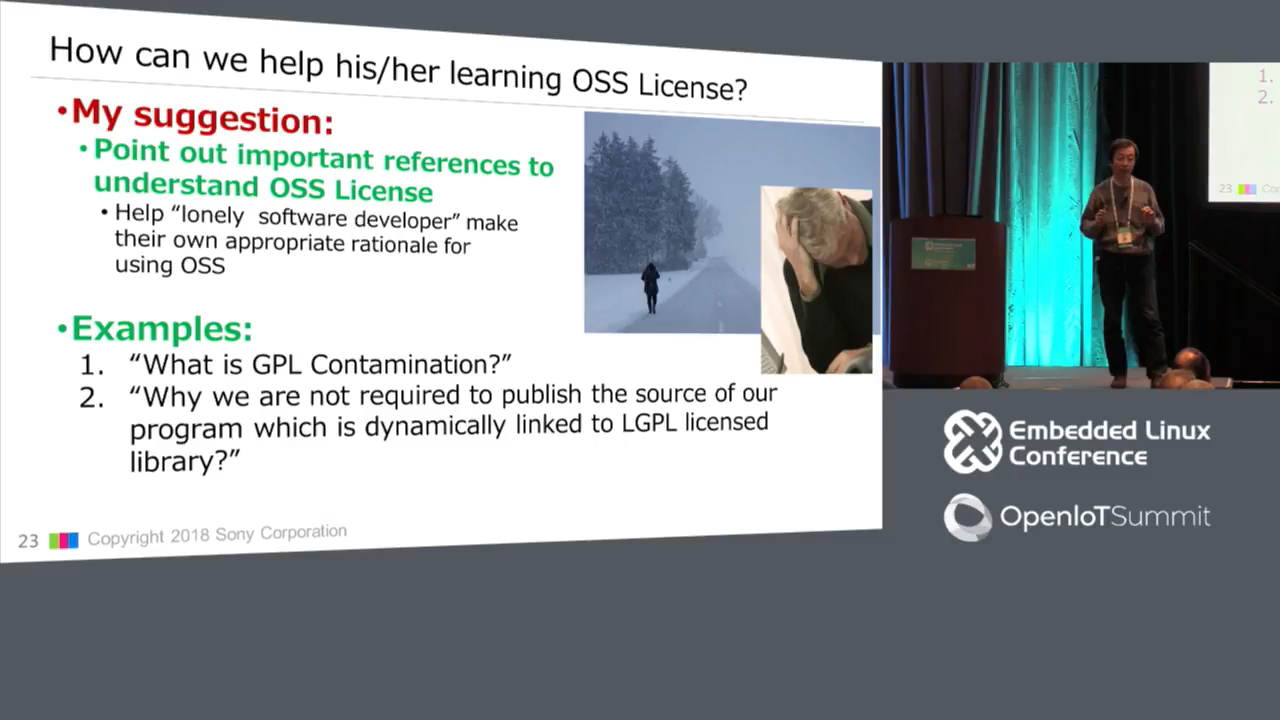 How can we help his/her learning OSS License?
•My suggestion:
•Point out important references to
understand OSS License
•Help “lonely software developer” make
their own appropriate rationale for
using OSS
•Examples:
1. “What is GPL Contamination?”
2. “Why we are not required to publish the source of our
program which is dynamically linked to LGPL licensed
library?”
23 Copyright 2018 Sony Corporation
1.
2.
23
Embedded Linux
Conference
OpenIoTSummit